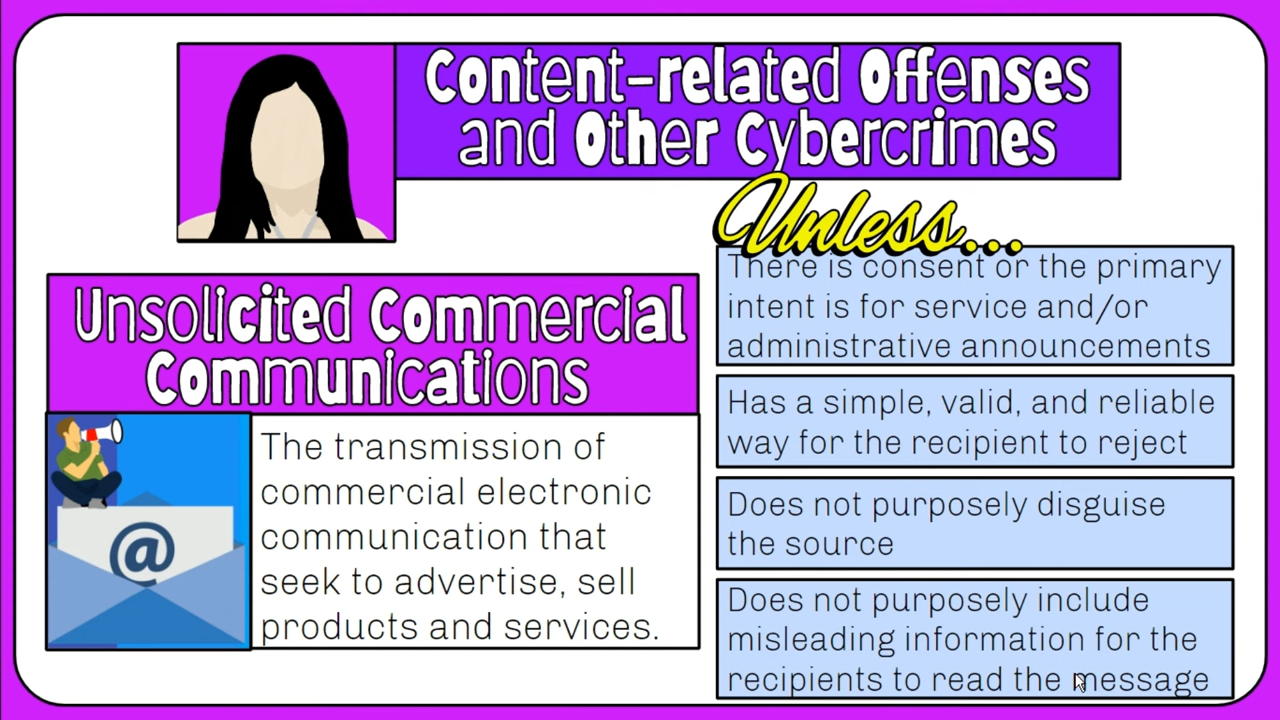 Content-related Offenses
and Other Cybercrimes
Unsolicited Commercial
Communications
@
The transmission of
commercial electronic
communication that
seek to advertise, sell
products and services.
Unless...
There is consent or the primary
intent is for service and/or
administrative announcements
Has a simple, valid, and reliable
way for the recipient to reject
Does not purposely disguise
the source
Does not purposely include
misleading information for the
recipients to read the message